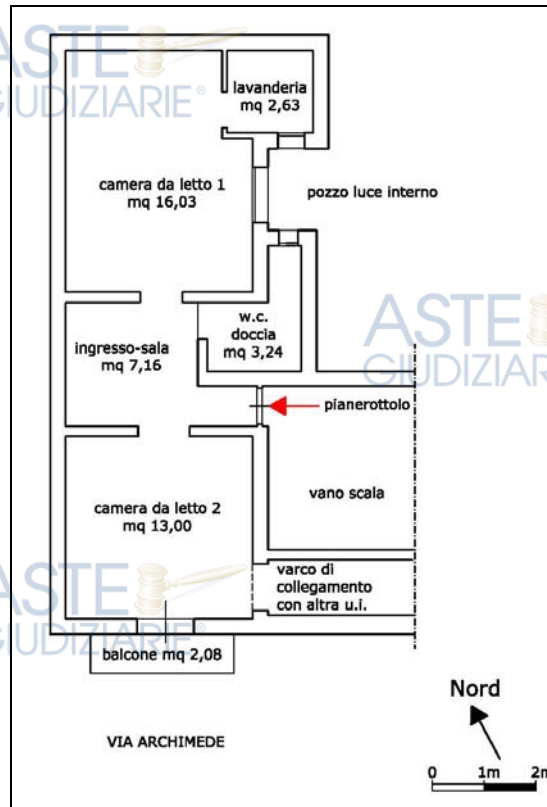 ASTE
GIUDIZIARIE®
lavanderia
mq 2,63
camera da letto 1
mq 16,03
pozzo luce interno
w.c.
doccia
mq 3,24
ingresso-sala
mq 7,16
ASTE
GIUDIZIARIE
pianerottolo
camera da letto 2
mq 13,00
vano scala
ASTE
GIUDIZIARIE®
varco di
collegamento
con altra u.i.
balcone mq 2,08
Nord
VIA ARCHIMEDE
0 1m 2m